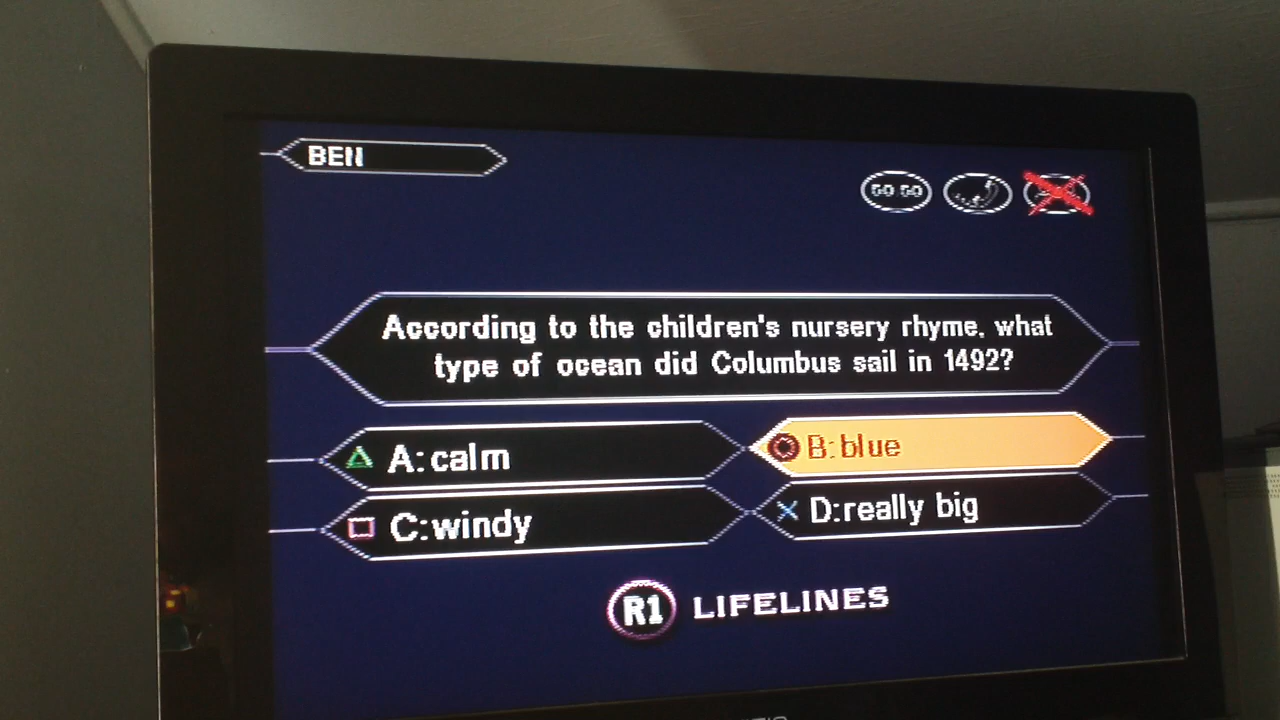 BEN
50 50
According to the children's nursery rhyme, what
type of ocean did Columbus sail in 1492?
A:calm
B:blue
C:windy
D:really big
R1 LIFELINES